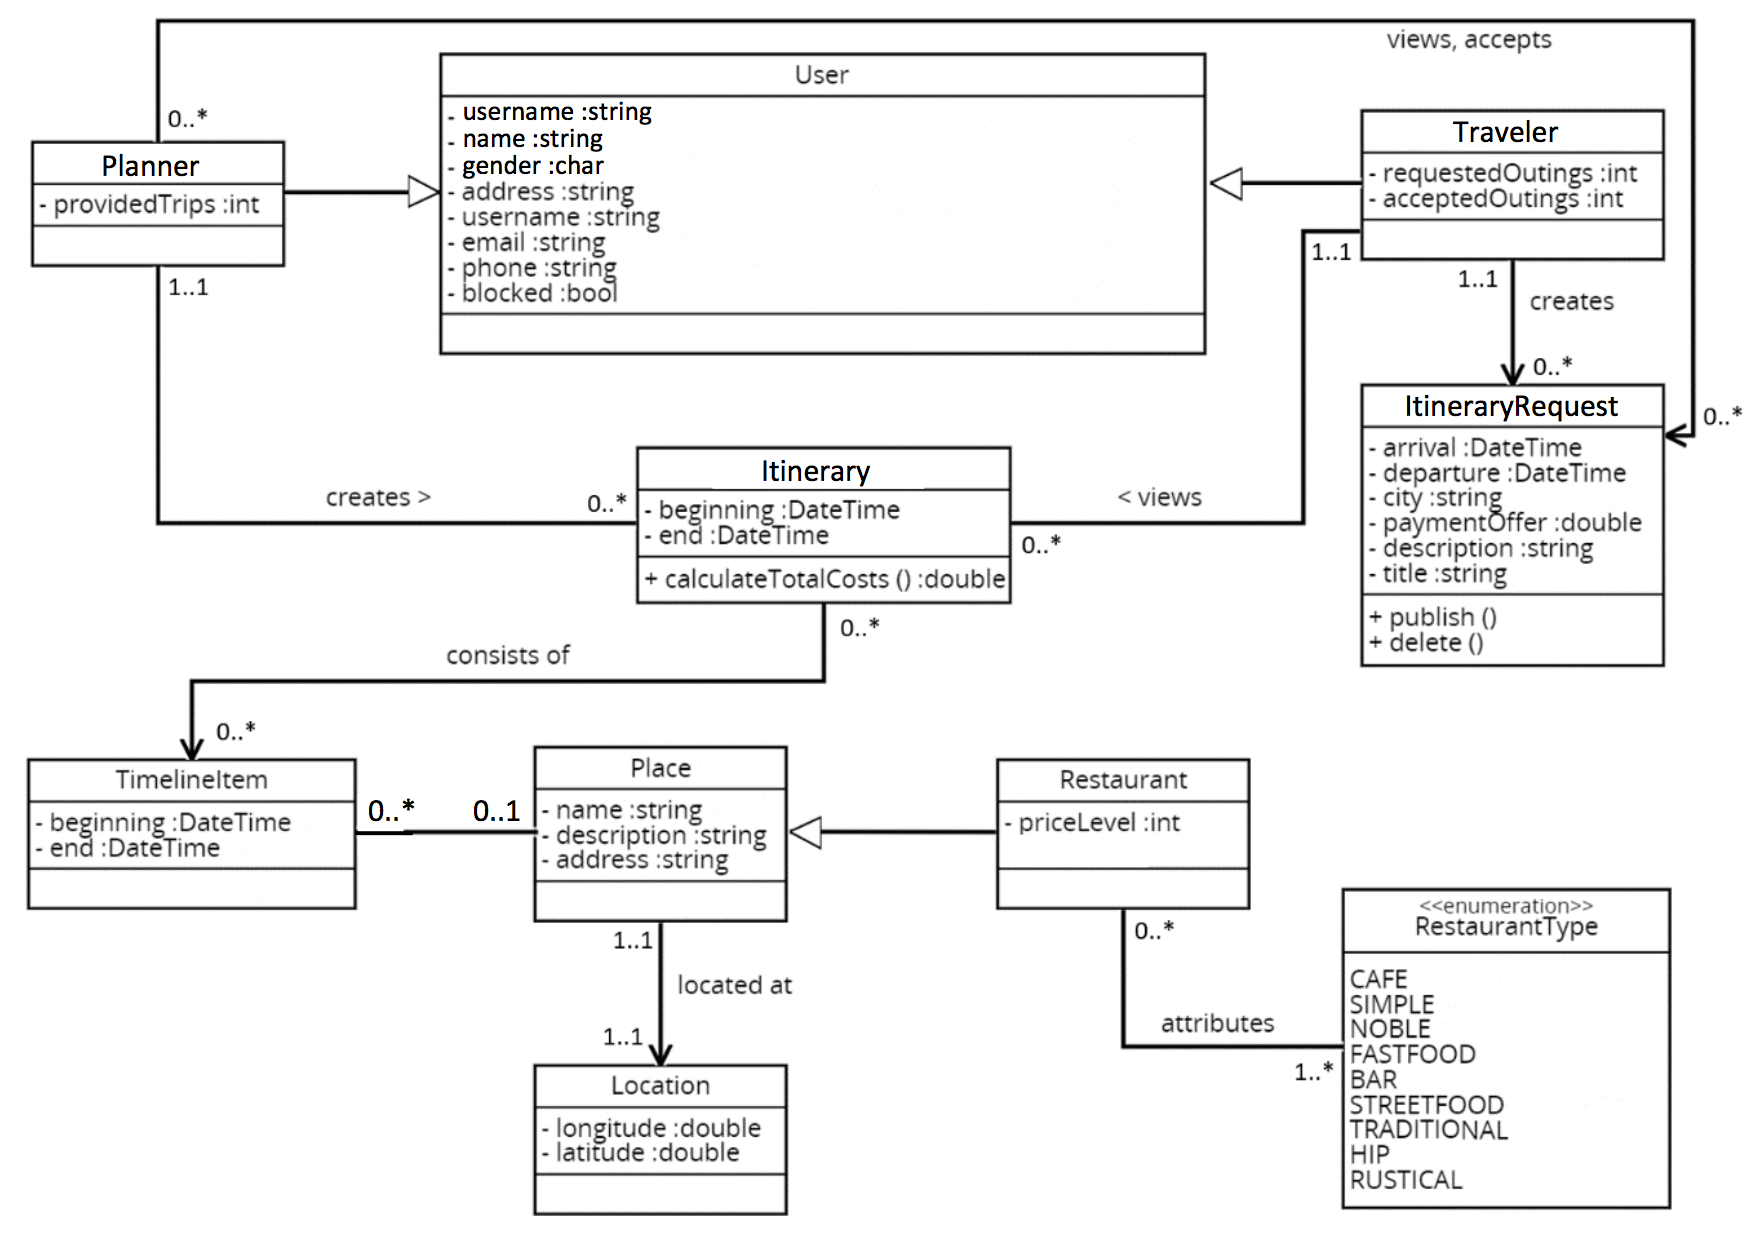 views, accepts
User
- username :string
- name :string
- gender :char
- address :string
- username :string
- email :string
- phone :string
- blocked :bool
0..*
Planner
- providedTrips :int
1..1
Traveler
- requestedOutings :int
- acceptedOutings :int
1..1
1..1
creates
0..*
ItineraryRequest
- arrival :DateTime
- departure :DateTime
- city :string
- paymentOffer :double
- description :string
- title :string
+ publish ()
+ delete ()
0..*
creates >
0..*
Itinerary
- beginning :DateTime
- end :DateTime
+ calculateTotalCosts () :double
< views
0..*
0..*
consists of
0..*
TimelineItem
- beginning :DateTime
- end :DateTime
0..*
0..1
Place
- name :string
- description :string
- address :string
Restaurant
- priceLevel :int
1..1
located at
1..1
Location
- longitude :double
- latitude :double
0..*
attributes
1..*
<<enumeration>>
RestaurantType
CAFE
SIMPLE
NOBLE
FASTFOOD
BAR
STREETFOOD
TRADITIONAL
HIP
RUSTICAL